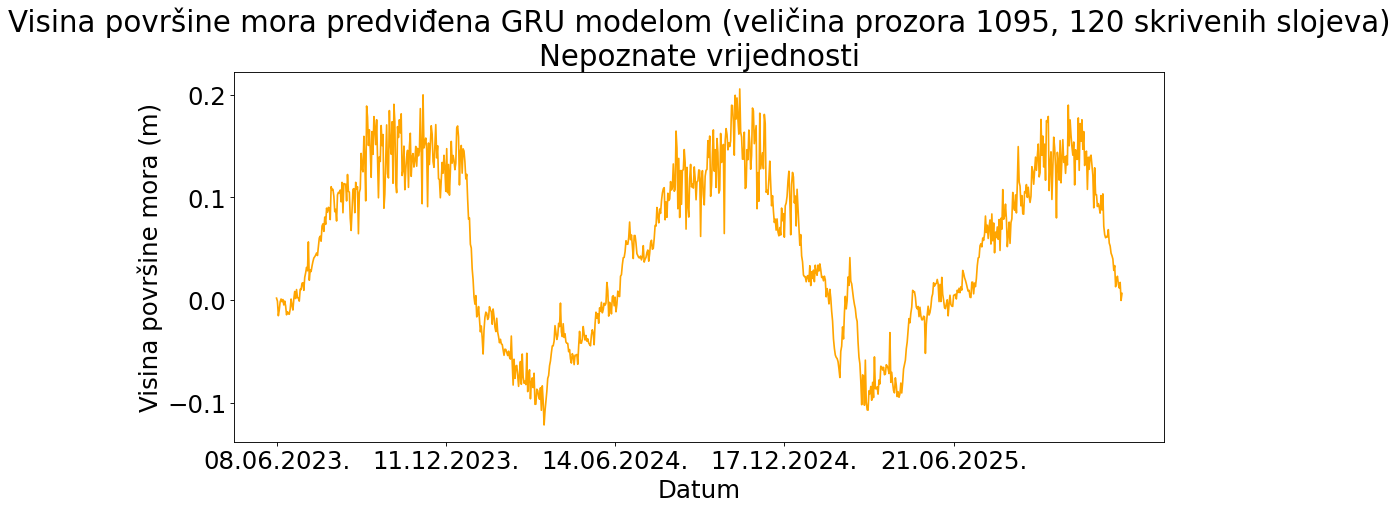 Visina površine mora predviđena GRU modelom (veličina prozora 1095, 120 skrivenih slojeva)
Nepoznate vrijednosti
Visina površine mora (m)
0.2
0.1
0.0
−0.1
08.06.2023. 11.12.2023. 14.06.2024. 17.12.2024. 21.06.2025.
Datum